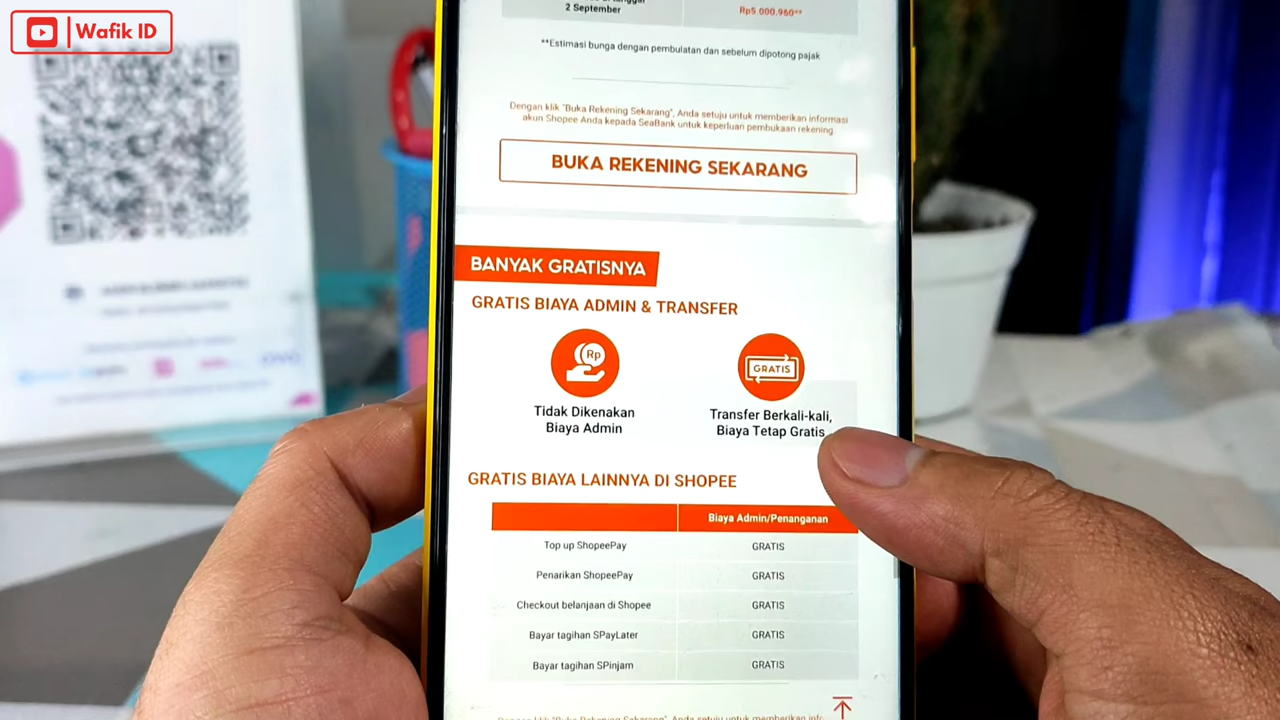 Wafik ID
2 September
Rp5.000.960**
**Estimasi bunga dengan pembulatan dan sebelum dipotong pajak
Dengan klik "Buka Rekening Sekarang", Anda setuju untuk memberikan informasi
akun Shopee Anda kepada SeaBank untuk keperluan pembukaan rekening.
BUKA REKENING SEKARANG
BANYAK GRATISNYA
GRATIS BIAYA ADMIN & TRANSFER
Rp
GRATIS
Tidak Dikenakan
Biaya Admin
Transfer Berkali-kali,
Biaya Tetap Gratis
GRATIS BIAYA LAINNYA DI SHOPEE
Biaya Admin/Penanganan
Top up ShopeePay GRATIS
Penarikan ShopeePay GRATIS
Checkout belanjaan di Shopee GRATIS
Bayar tagihan SPayLater GRATIS
Bayar tagihan SPinjam GRATIS